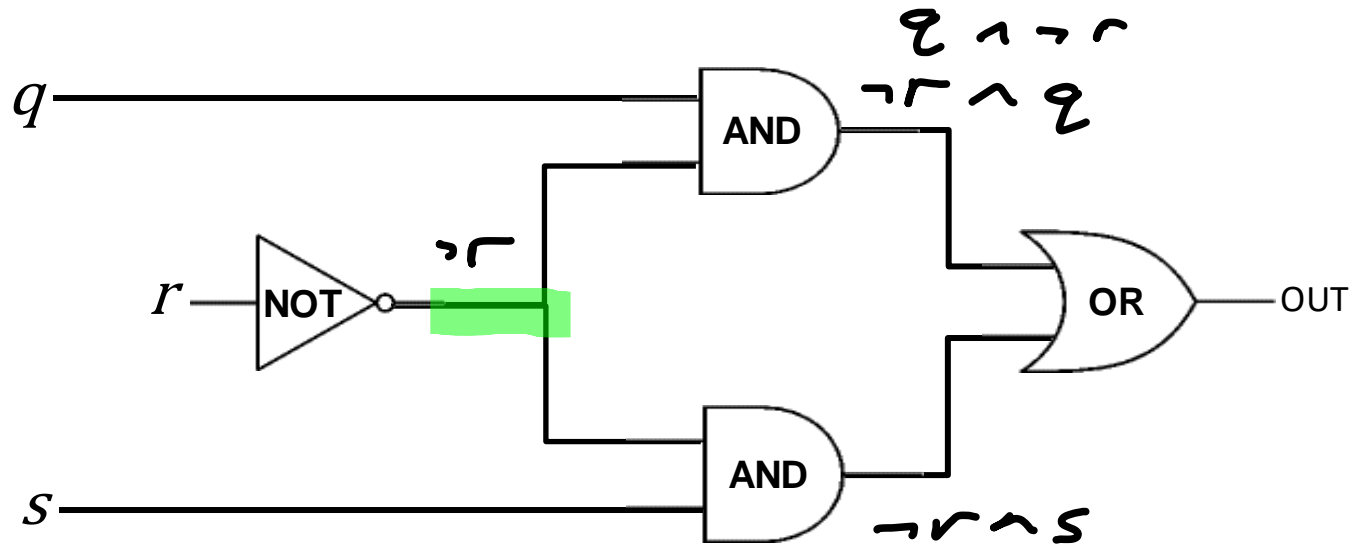 q ∧ ¬ r
q
AND
¬r ∧ q
¬r
r
NOT
OR
OUT
AND
s
¬r ∧ s